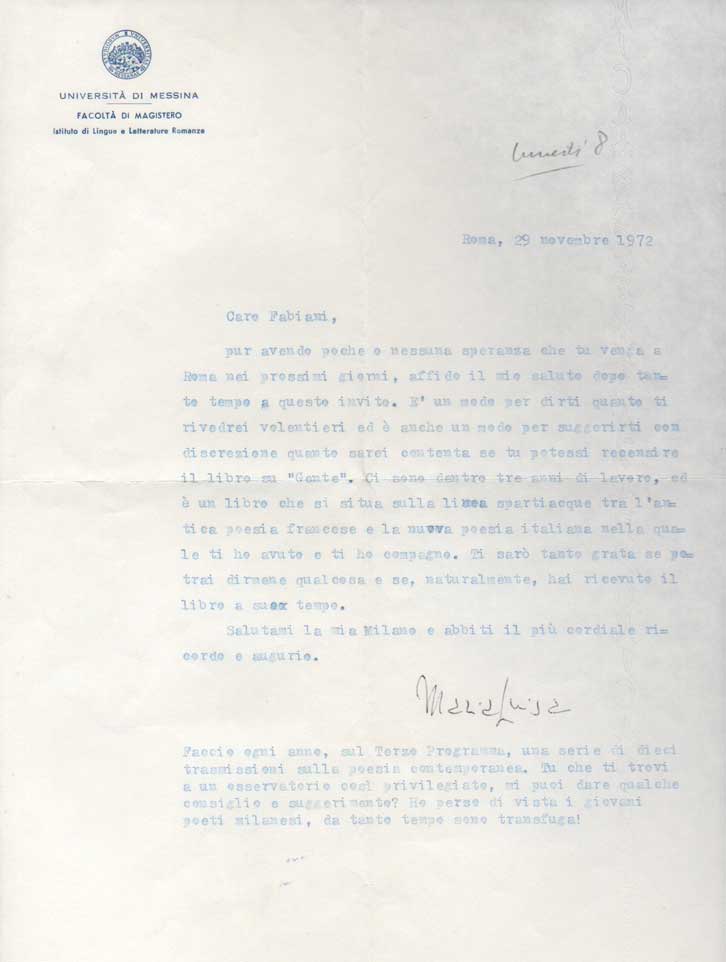 UNIVERSITÀ DI MESSINA
FACOLTÀ DI MAGISTERO
Istituto di Lingue e Letterature Romanze
lunedì 8
Roma, 29 novembre 1972
Caro Fabiani,
pur avendo poche o nessuna speranza che tu venga a
Roma nei prossimi giorni, affido il mio saluto dopo tan=
to tempo a questo invito. E' un modo per dirti quanto ti
rivedrei volentieri ed è anche un modo per suggerirti con
discrezione quanto sarei contenta se tu potessi recensire
il libro su "Gente". Ci sono dentro tre anni di lavoro, ed
è un libro che si situa sulla linea spartiacque tra l'an=
tica poesia francese e la nuova poesia italiana nella qua=
le ti ho avuto e ti ho compagno. Ti sarò tanto grata se po=
trai dirmene qualcosa e se, naturalmente, hai ricevuto il
libro a suox tempo.
Salutami la mia Milano e abbiti il più cordiale ri=
cordo e augurio.
Maria Luisa
Faccio ogni anno, sul Terzo Programma, una serie di dieci
trasmissioni sulla poesia contemporanea. Tu che ti trovi
a un osservatorio così privilegiato, mi puoi dare qualche
consiglio e suggerimento? Ho perso di vista i giovani
poeti milanesi, da tanto tempo sono transfuga!